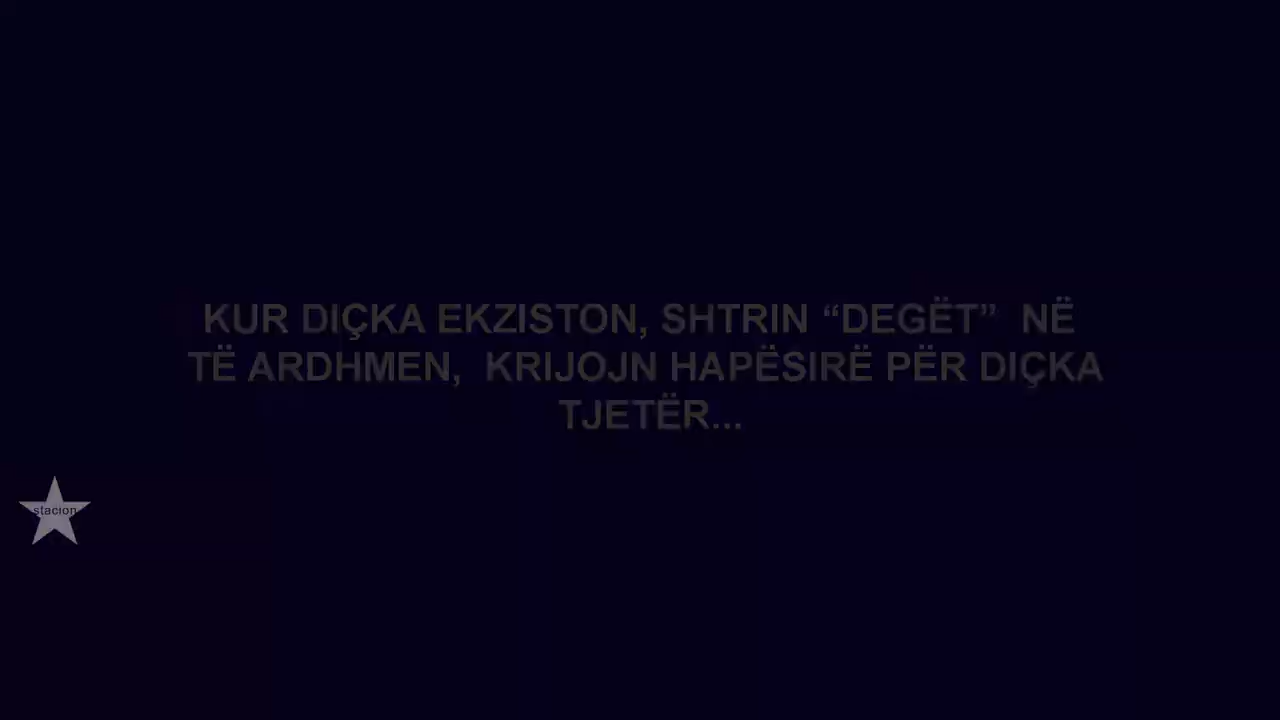 KUR DIÇKA EKZISTON, SHTRIN “DEGËT” NË
TË ARDHMEN, KRIJOJN HAPËSIRË PËR DIÇKA
TJETËR...
stacion